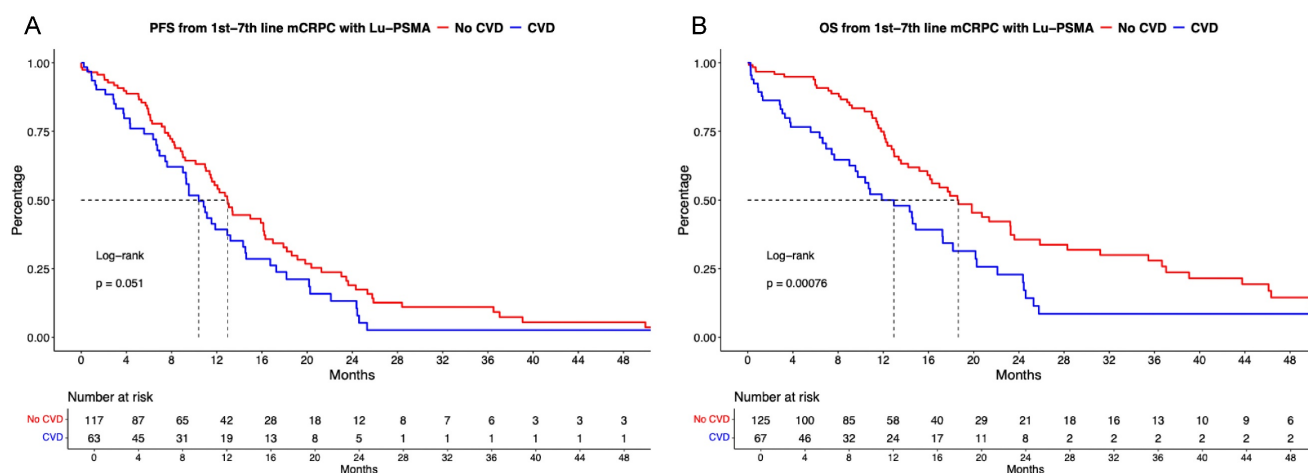 A
PFS from 1st–7th line mCRPC with Lu–PSMA No CVD CVD
1.00
0.75
0.50
0.25
0.00
Percentage
Log–rank
p = 0.051
0 4 8 12 16 20 24 28 32 36 40 44 48
Months
Number at risk
No CVD 117 87 65 42 28 18 12 8 7 6 3 3 3
CVD 63 45 31 19 13 8 5 1 1 1 1 1 1
0 4 8 12 16 20 24 28 32 36 40 44 48
Months
B
OS from 1st–7th line mCRPC with Lu–PSMA No CVD CVD
1.00
0.75
0.50
0.25
0.00
Percentage
Log–rank
p = 0.00076
0 4 8 12 16 20 24 28 32 36 40 44 48
Months
Number at risk
No CVD 125 100 85 58 40 29 21 18 16 13 10 9 6
CVD 67 46 32 24 17 11 8 2 2 2 2 2 2
0 4 8 12 16 20 24 28 32 36 40 44 48
Months